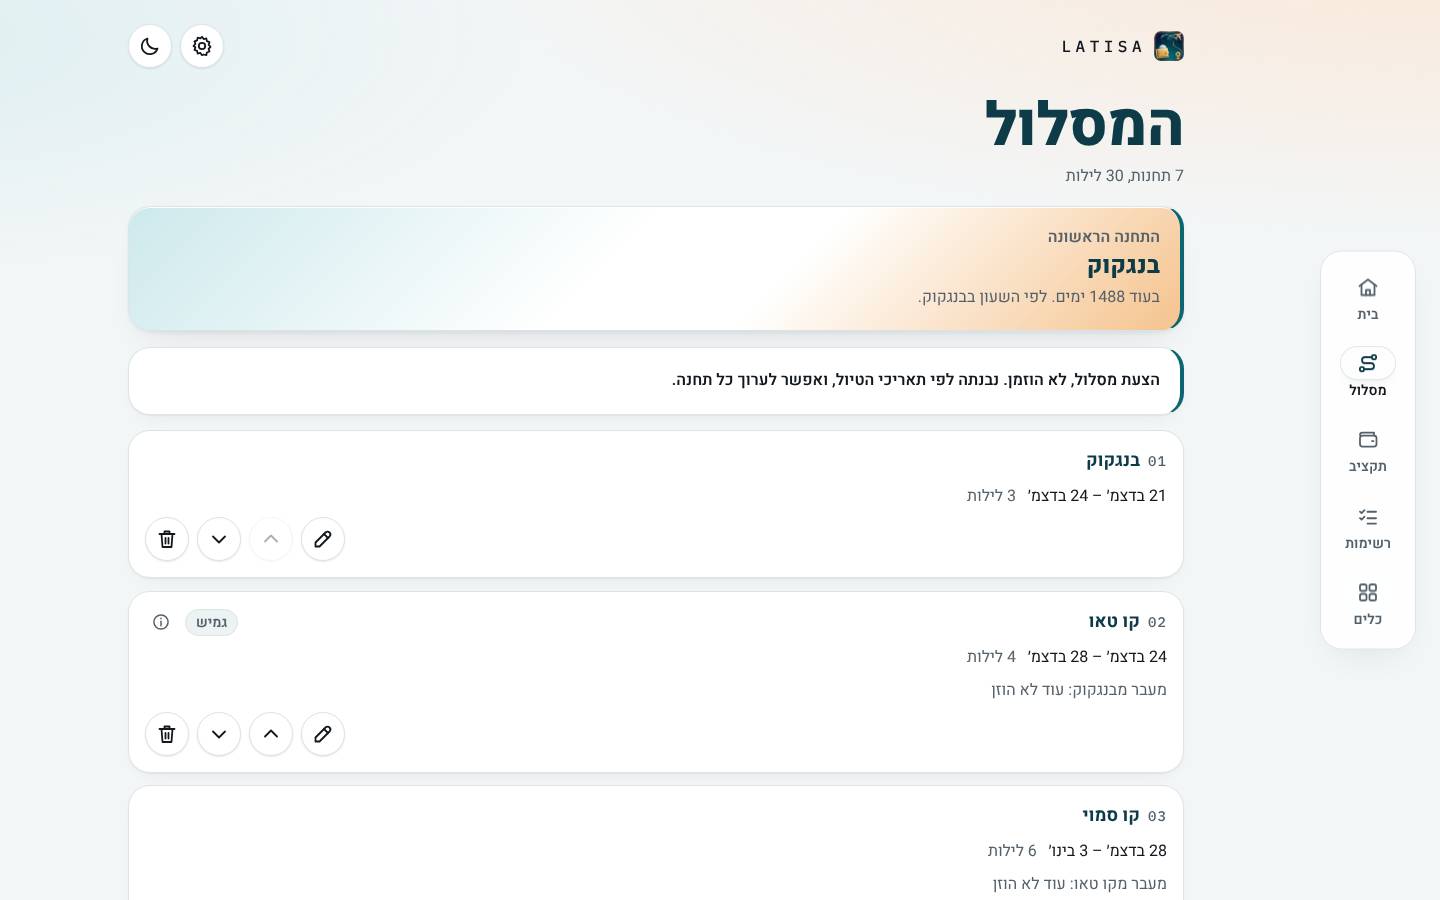 LATISA
המסלול
7 תחנות, 30 לילות
התחנה הראשונה
בנגקוק
בעוד 1488 ימים. לפי השעון בבנגקוק.
הצעת מסלול, לא הוזמן. נבנתה לפי תאריכי הטיול, ואפשר לערוך כל תחנה.
01 בנגקוק
21 בדצמ׳ – 24 בדצמ׳ 3 לילות
02 קו טאו
גמיש
24 בדצמ׳ – 28 בדצמ׳ 4 לילות
מעבר מבנגקוק: עוד לא הוזן
03 קו סמוי
28 בדצמ׳ – 3 בינו׳ 6 לילות
מעבר מקו טאו: עוד לא הוזן
בית
מסלול
תקציב
רשימות
כלים